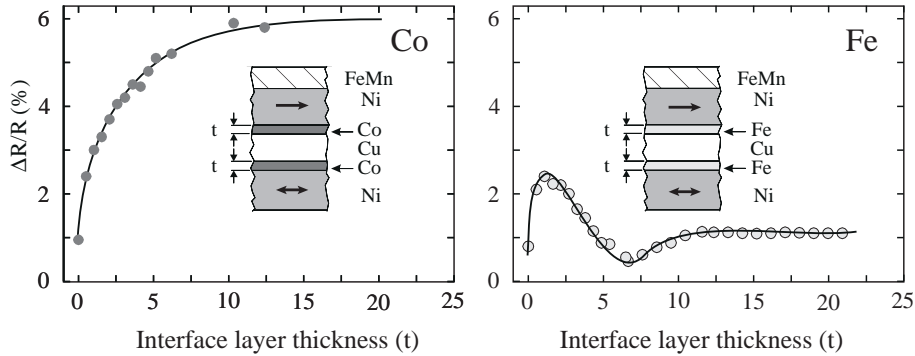 Co
ΔR/R (%)
6
4
2
0
FeMn
Ni
t
Co
Cu
t
Co
Ni
0 5 10 15 20 25
Interface layer thickness (t)
Fe
6
4
2
0
FeMn
Ni
t
Fe
Cu
t
Fe
Ni
0 5 10 15 20 25
Interface layer thickness (t)